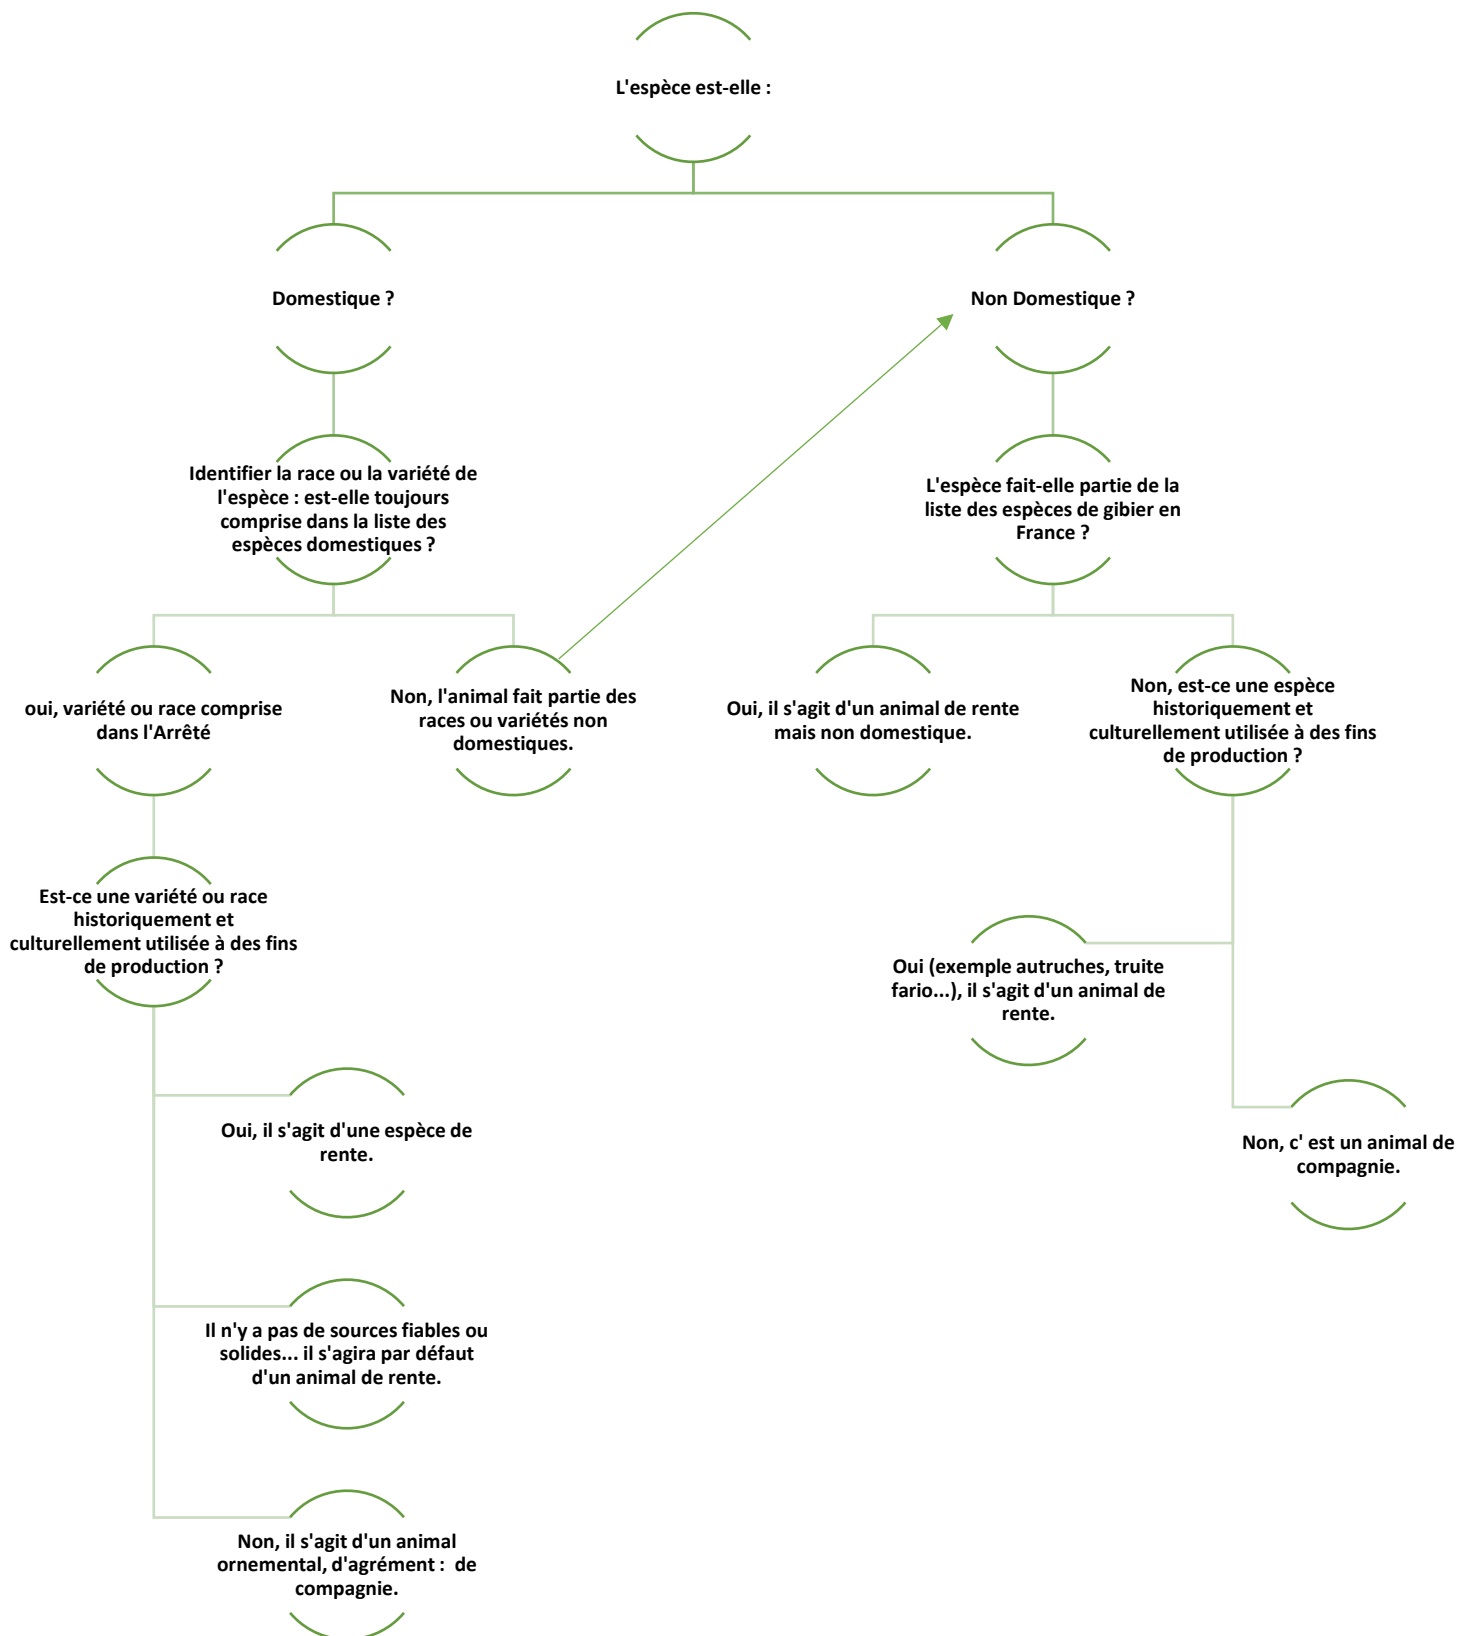 L'espèce est-elle :
Domestique ?
Non Domestique ?
Identifier la race ou la variété de
l'espèce : est-elle toujours
comprise dans la liste des
espèces domestiques ?
L'espèce fait-elle partie de la
liste des espèces de gibier en
France ?
oui, variété ou race comprise
dans l'Arrêté
Non, l'animal fait partie des
races ou variétés non
domestiques.
Oui, il s'agit d'un animal de rente
mais non domestique.
Non, est-ce une espèce
historiquement et
culturellement utilisée à des fins
de production ?
Est-ce une variété ou race
historiquement et
culturellement utilisée à des fins
de production ?
Oui (exemple autruches, truite
fario...), il s'agit d'un animal de
rente.
Oui, il s'agit d'une espèce de
rente.
Non, c' est un animal de
compagnie.
Il n'y a pas de sources fiables ou
solides... il s'agira par défaut
d'un animal de rente.
Non, il s'agit d'un animal
ornemental, d'agrément :  de
compagnie.